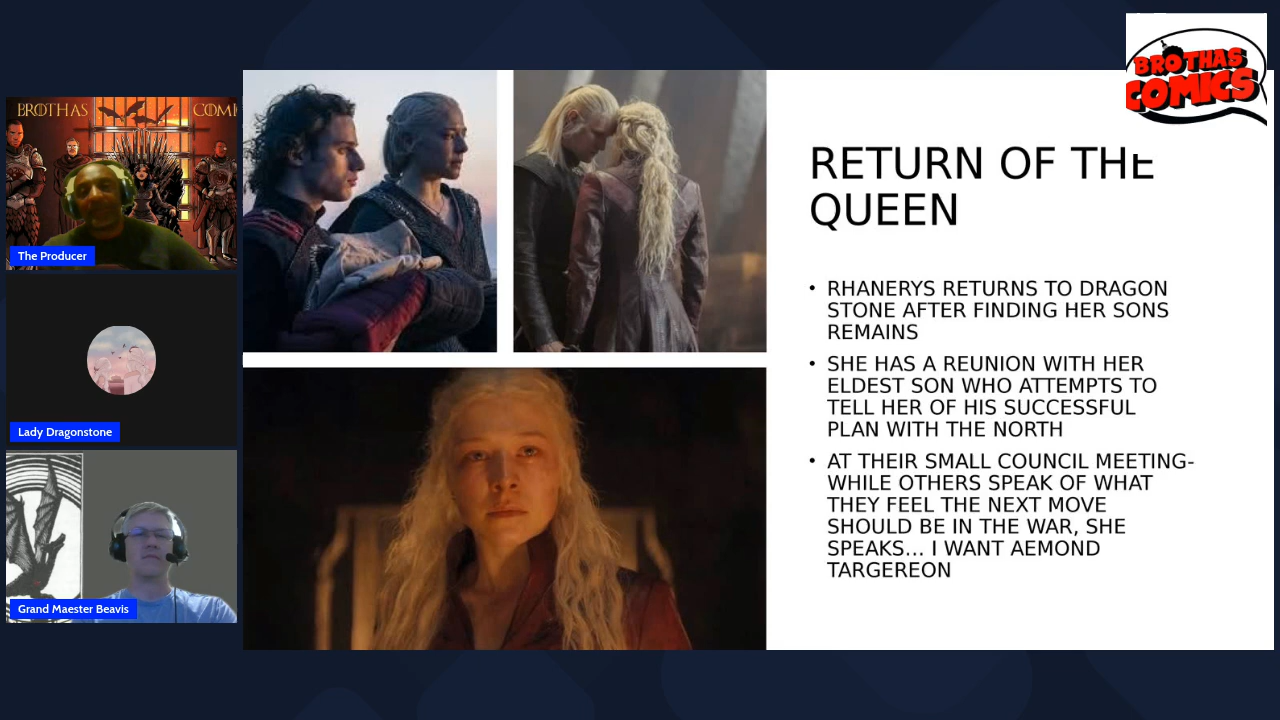 BROTHAS
COMICS
BROTHAS COMI
The Producer
Lady Dragonstone
Grand Maester Beavis
RETURN OF THE
QUEEN
• RHANERYS RETURNS TO DRAGON
STONE AFTER FINDING HER SONS
REMAINS
• SHE HAS A REUNION WITH HER
ELDEST SON WHO ATTEMPTS TO
TELL HER OF HIS SUCCESSFUL
PLAN WITH THE NORTH
• AT THEIR SMALL COUNCIL MEETING-
WHILE OTHERS SPEAK OF WHAT
THEY FEEL THE NEXT MOVE
SHOULD BE IN THE WAR, SHE
SPEAKS... I WANT AEMOND
TARGEREON